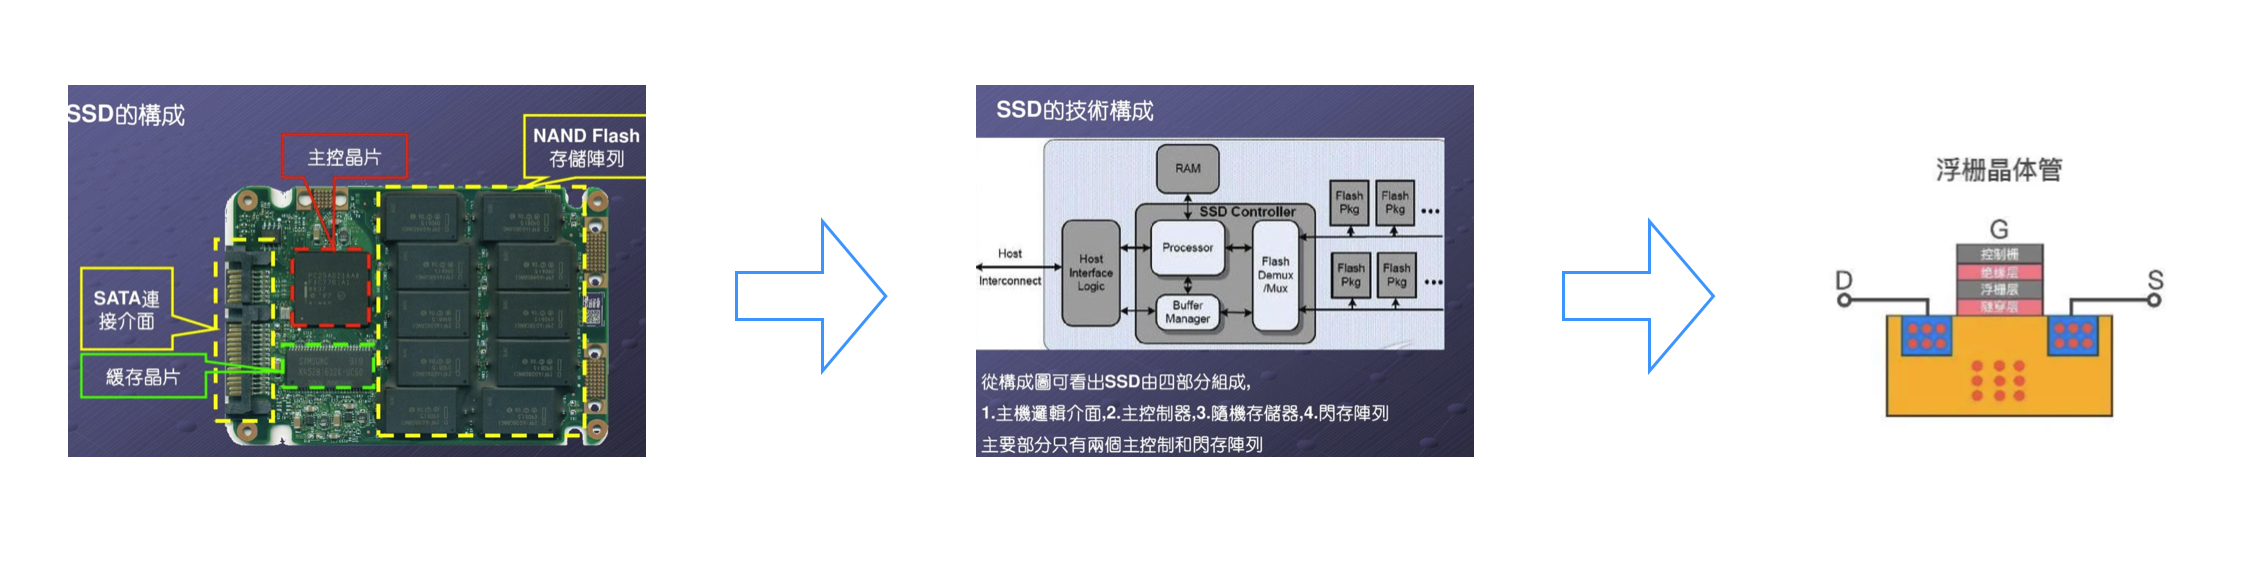 SSD的構成
NAND Flash
存儲陣列
主控晶片
SATA連
接介面
緩存晶片
SSD的技術構成
RAM
SSD Controller
Host
Interconnect
Host
Interface
Logic
Processor
Buffer
Manager
Flash
Demux
/Mux
Flash
Pkg
Flash
Pkg
•••
Flash
Pkg
Flash
Pkg
•••
從構成圖可看出SSD由四部分組成,
1.主機邏輯介面,2.主控制器,3.隨機存儲器,4.閃存陣列
主要部分只有兩個主控制和閃存陣列
浮栅晶体管
G
控制栅
绝缘层
浮栅层
隧穿层
D
S